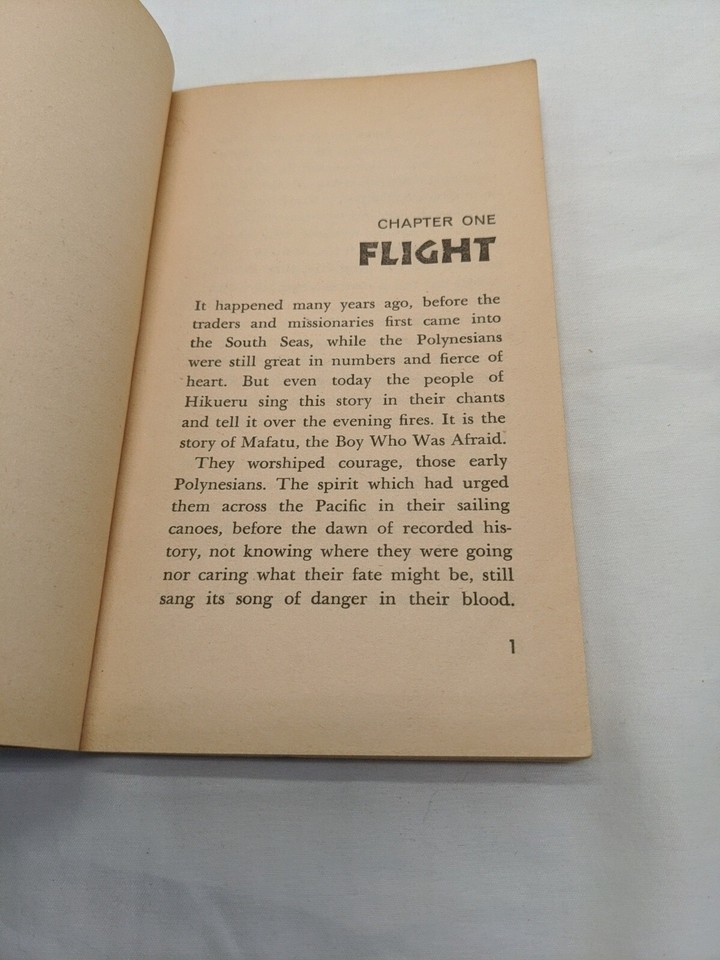 CHAPTER ONE
FLIGHT
It happened many years ago, before the
traders and missionaries first came into
the South Seas, while the Polynesians
were still great in numbers and fierce of
heart. But even today the people of
Hikueru sing this story in their chants
and tell it over the evening fires. It is the
story of Mafatu, the Boy Who Was Afraid.
They worshiped courage, those early
Polynesians. The spirit which had urged
them across the Pacific in their sailing
canoes, before the dawn of recorded his-
tory, not knowing where they were going
nor caring what their fate might be, still
sang its song of danger in their blood.
1